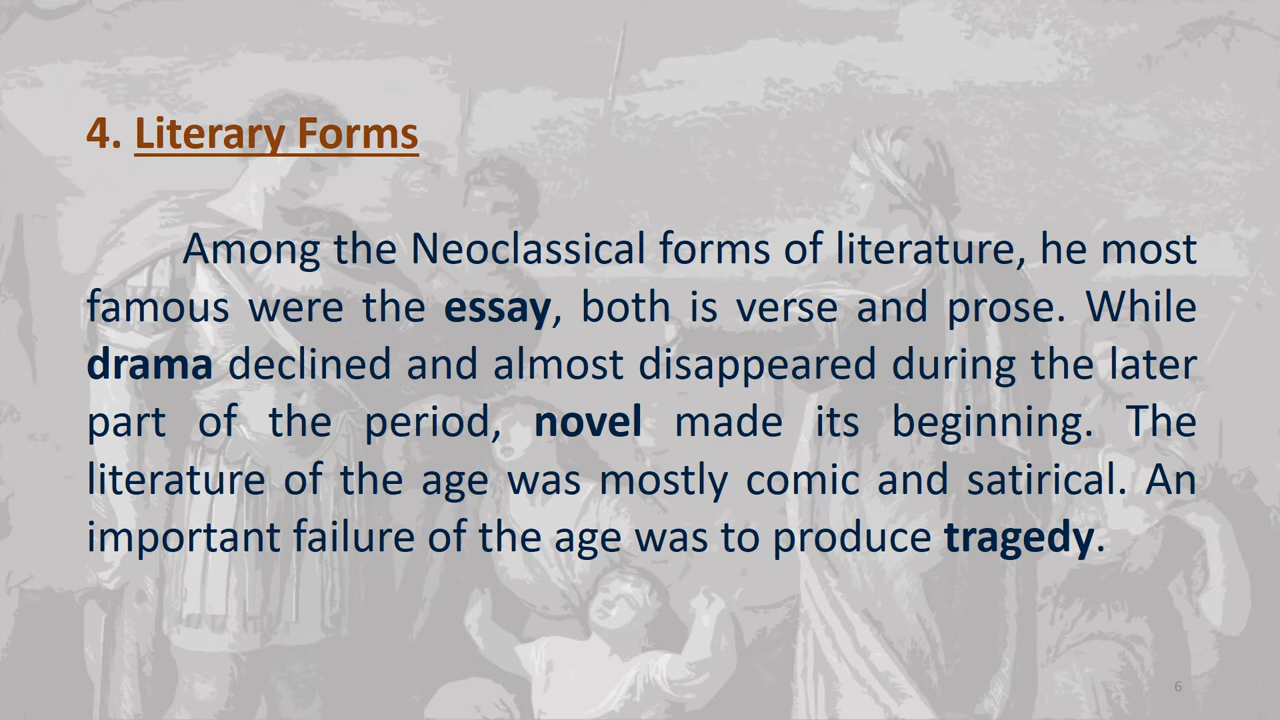 4. Literary Forms
Among the Neoclassical forms of literature, he most
famous were the essay, both is verse and prose. While
drama declined and almost disappeared during the later
part of the period, novel made its beginning. The
literature of the age was mostly comic and satirical. An
important failure of the age was to produce tragedy.
6